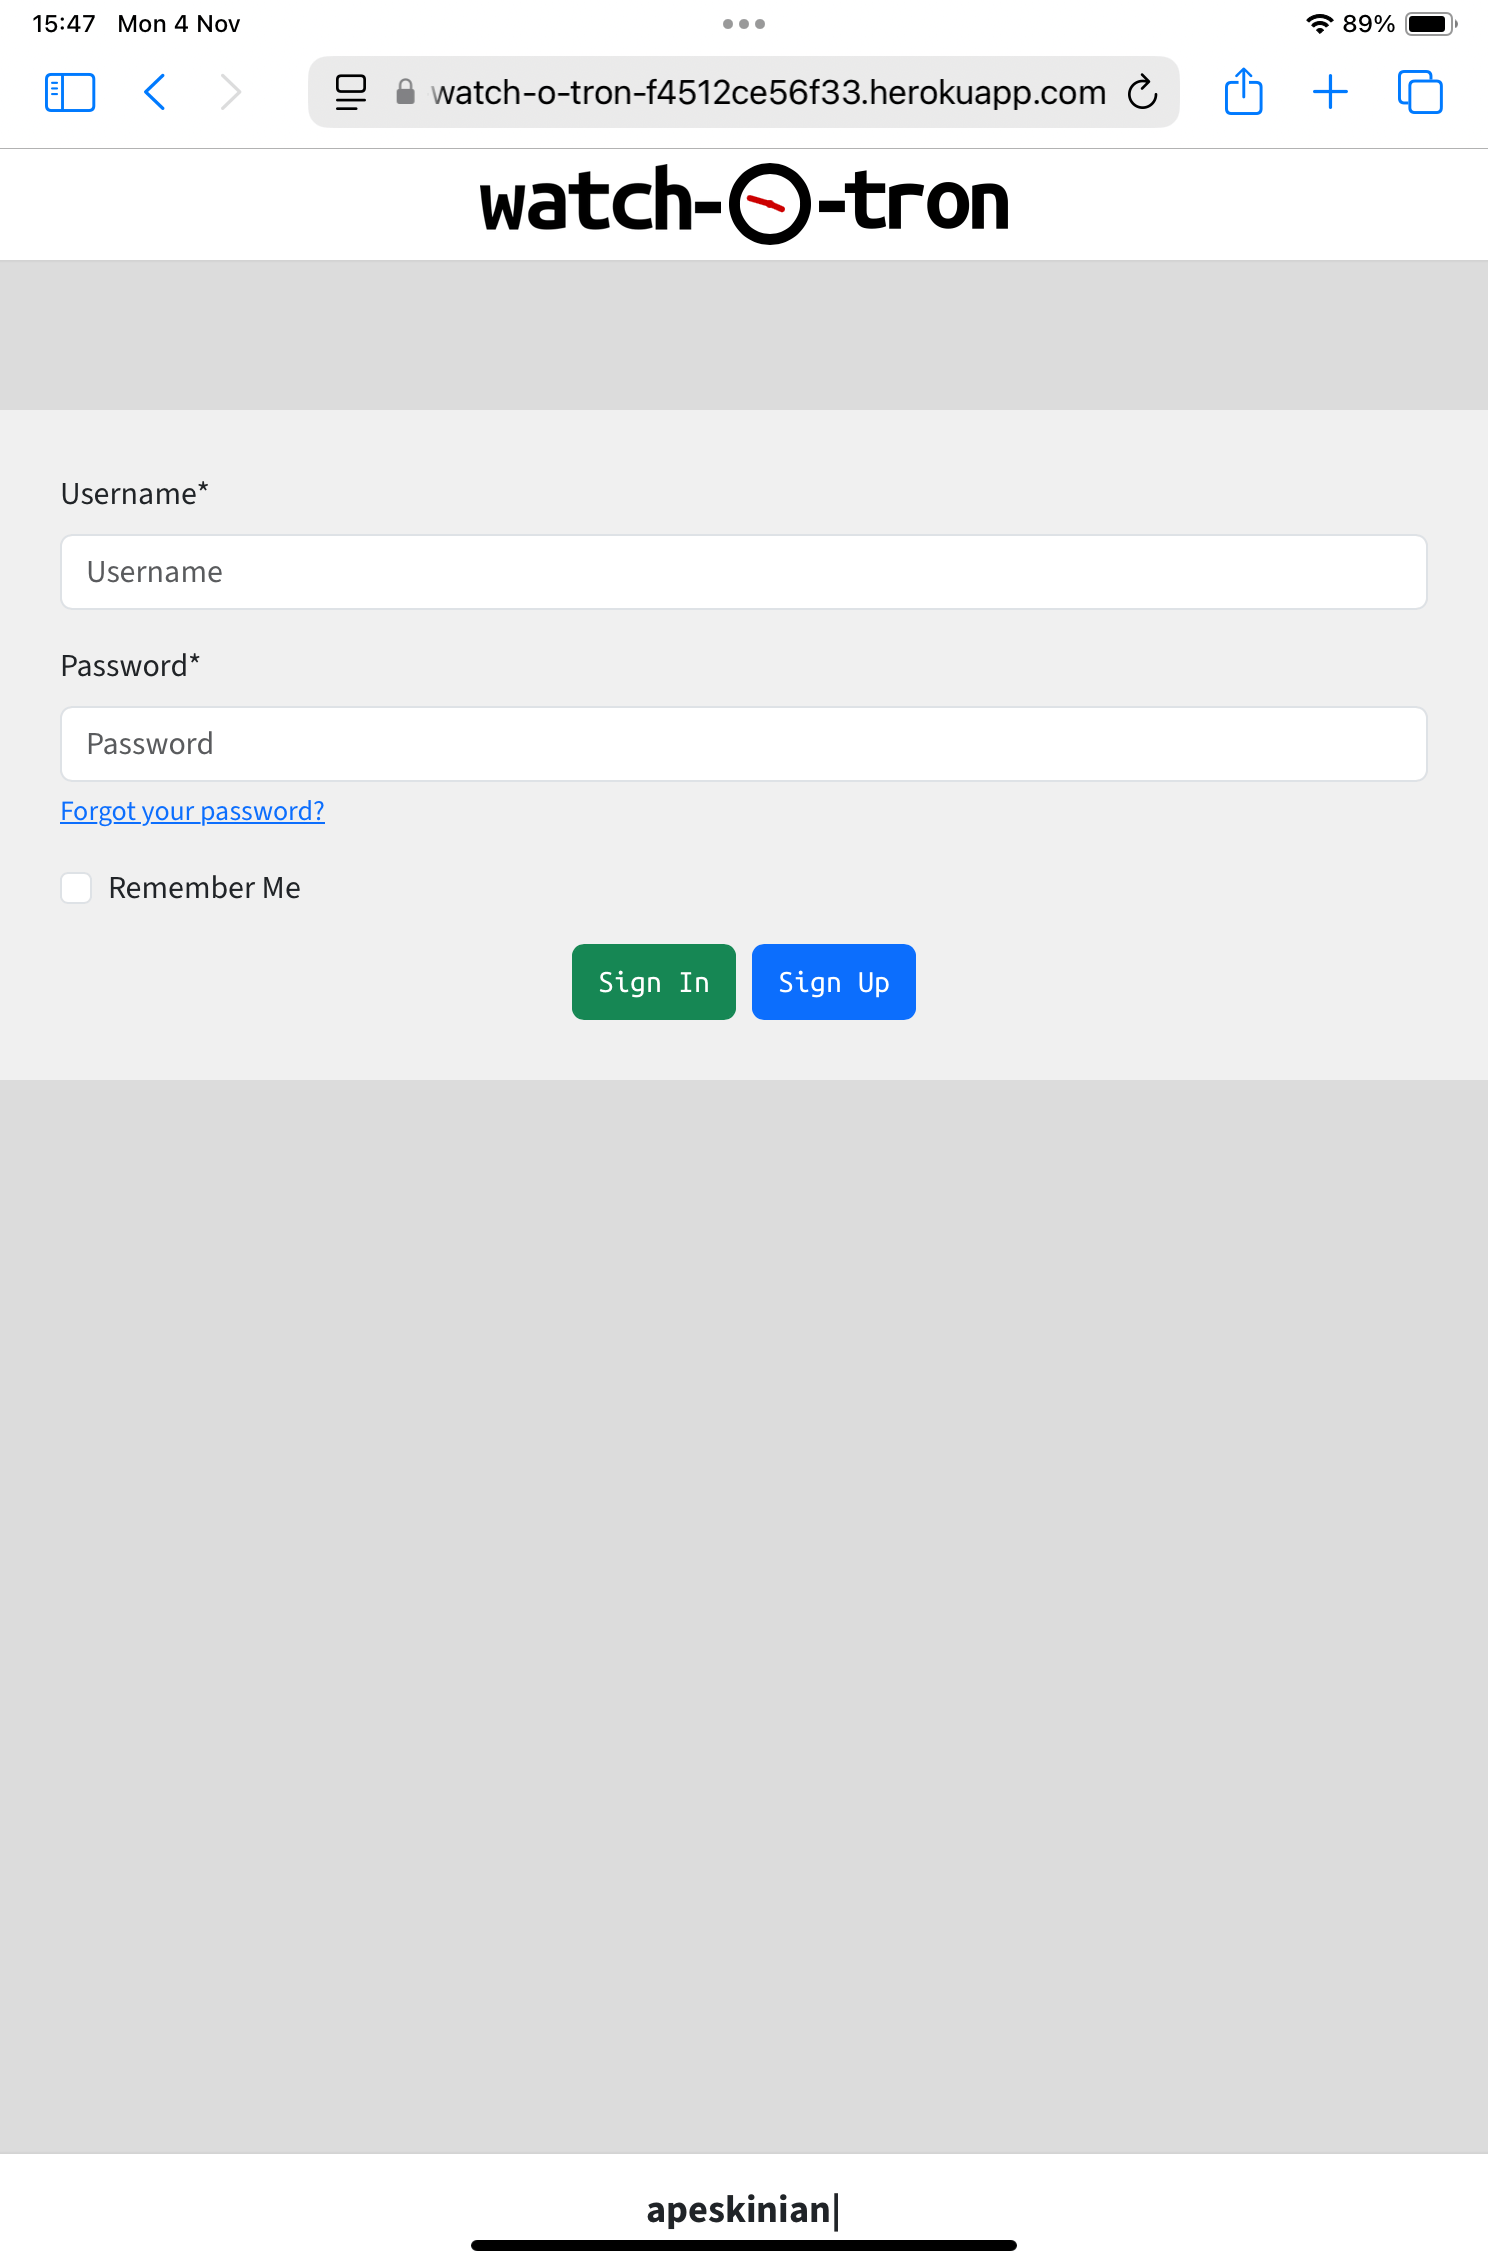 15:47 Mon 4 Nov 89%
watch-o-tron-f4512ce56f33.herokuapp.com
watch-O-tron
Username*
Username
Password*
Password
Forgot your password?
Remember Me
Sign In Sign Up
apeskinian|